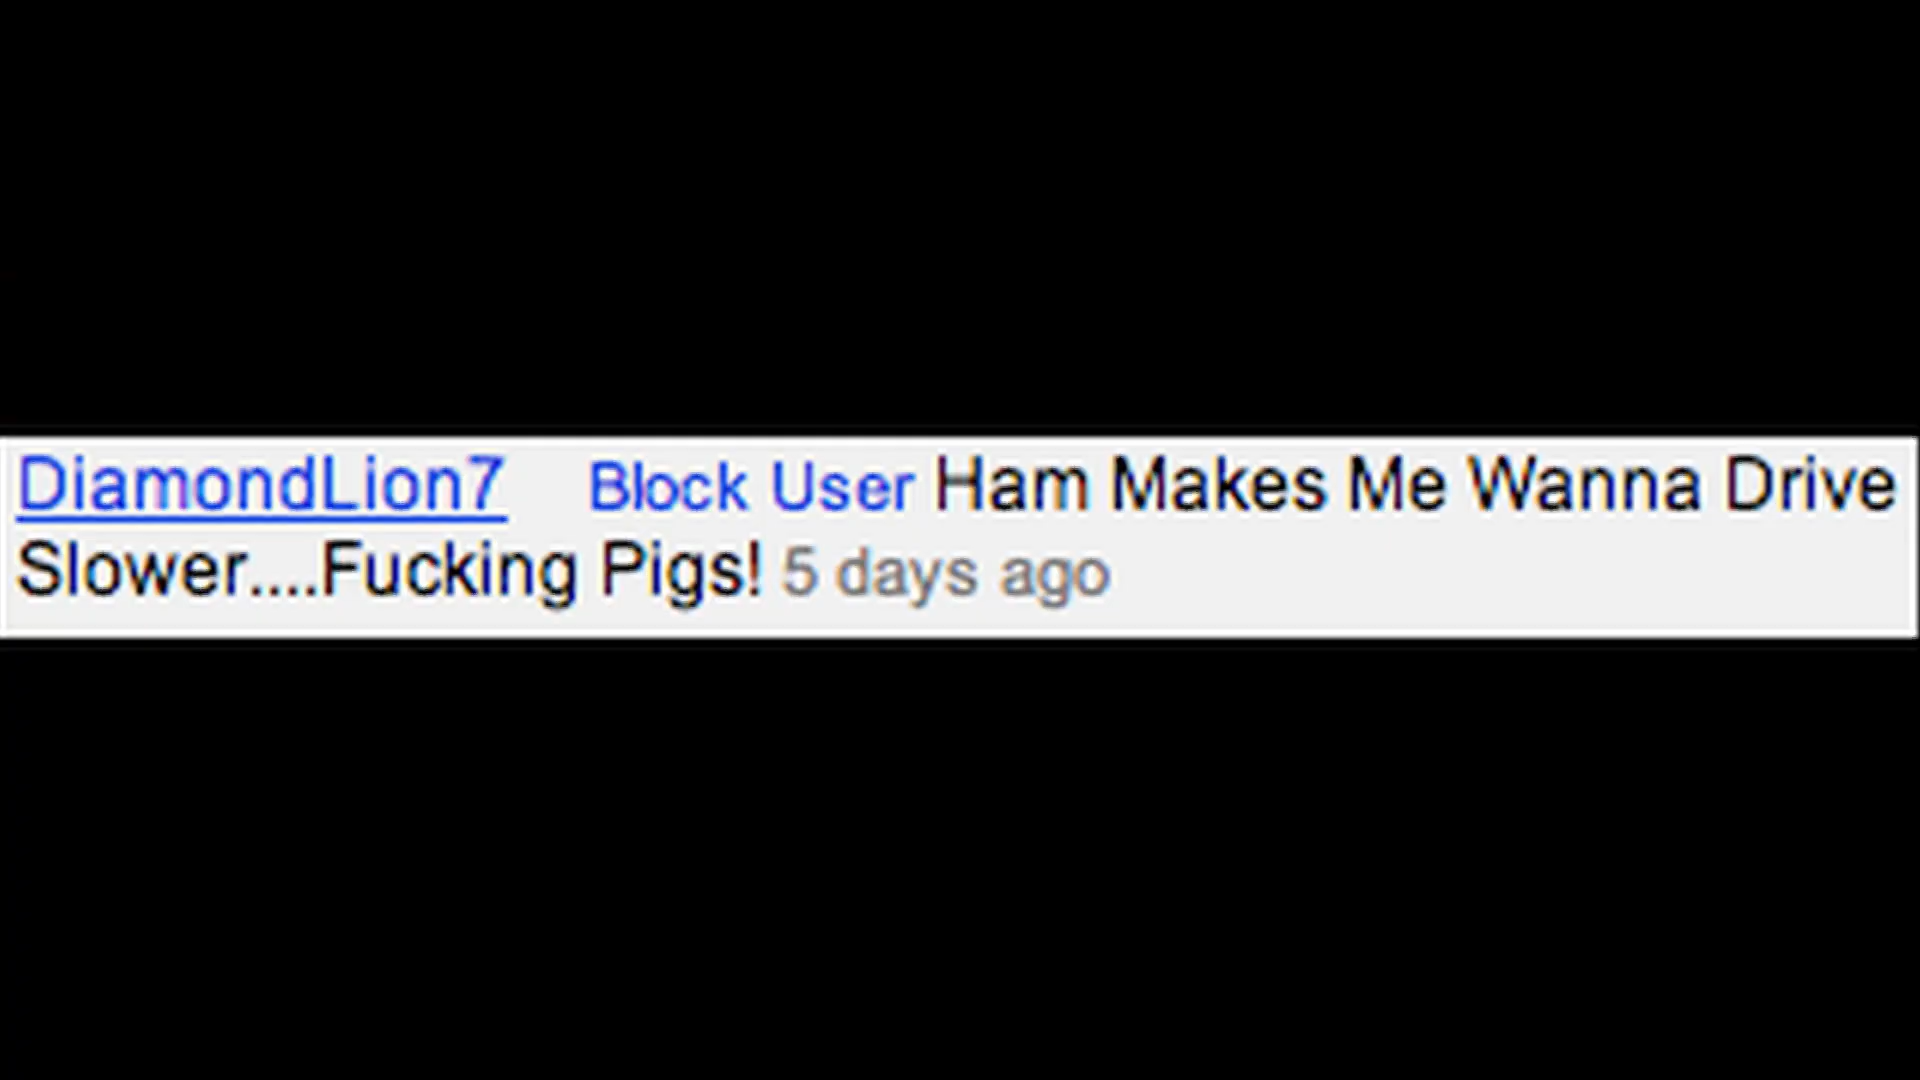 DiamondLion7 Block User Ham Makes Me Wanna Drive
Slower....Fucking Pigs! 5 days ago